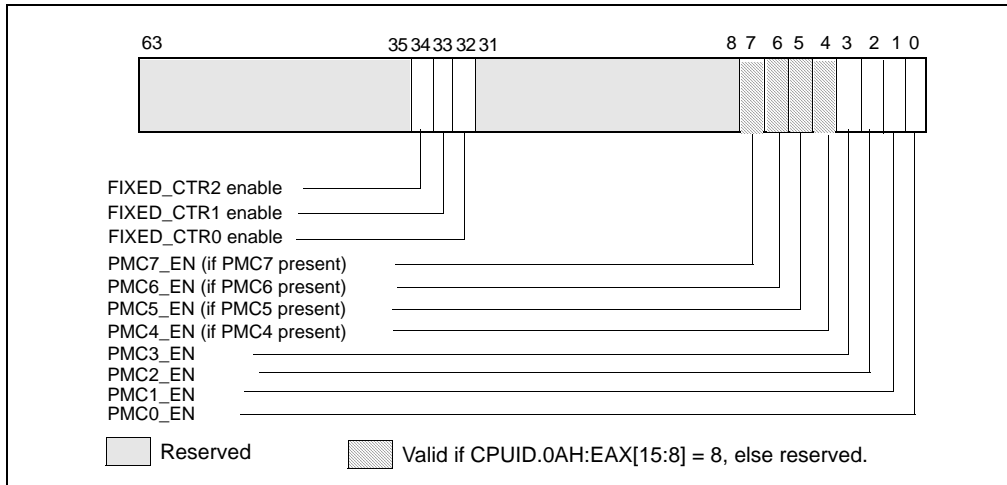 63 35 34 33 32 31 8 7 6 5 4 3 2 1 0
FIXED_CTR2 enable
FIXED_CTR1 enable
FIXED_CTR0 enable
PMC7_EN (if PMC7 present)
PMC6_EN (if PMC6 present)
PMC5_EN (if PMC5 present)
PMC4_EN (if PMC4 present)
PMC3_EN
PMC2_EN
PMC1_EN
PMC0_EN
Reserved Valid if CPUID.0AH:EAX[15:8] = 8, else reserved.